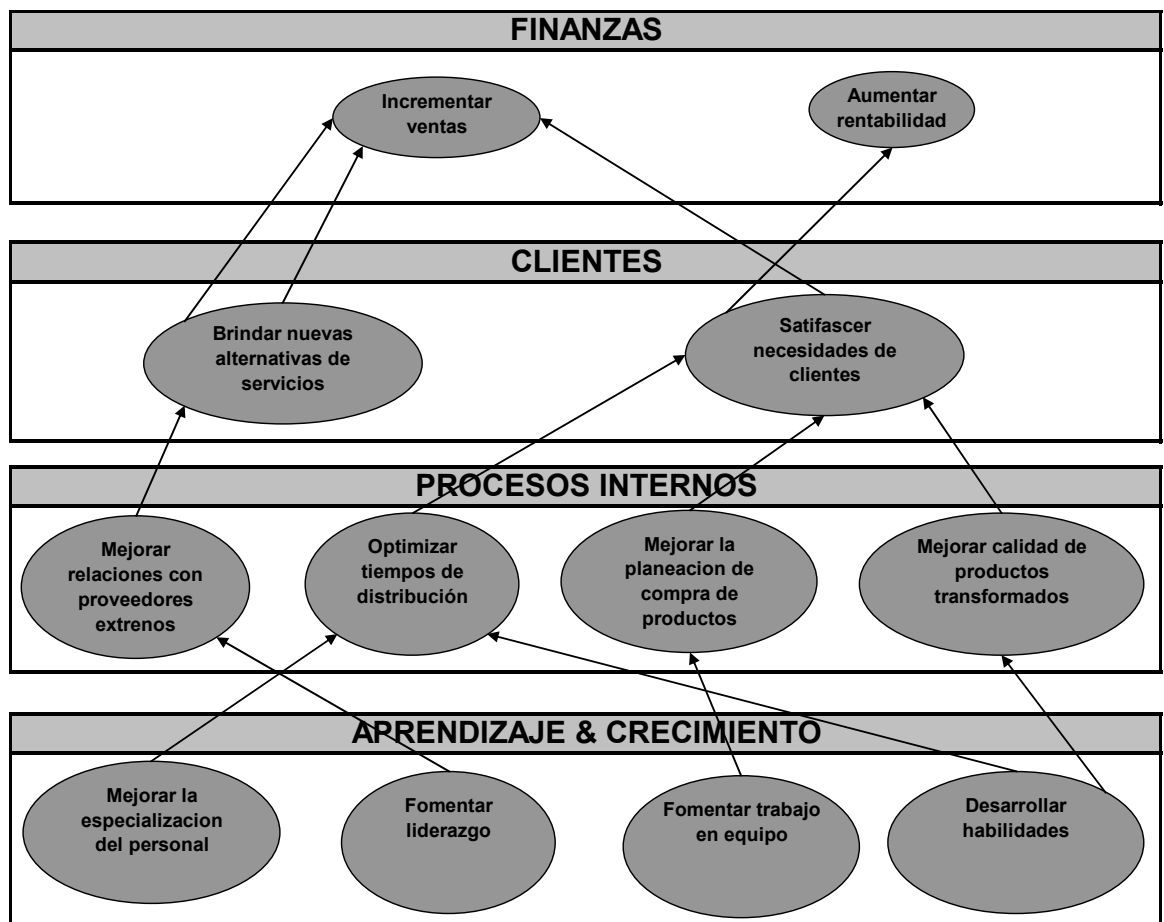 FINANZAS
Incrementar
ventas
Aumentar
rentabilidad
CLIENTES
Brindar nuevas
alternativas de
servicios
Satifascer
necesidades de
clientes
PROCESOS INTERNOS
Mejorar
relaciones con
proveedores
extrenos
Optimizar
tiempos de
distribución
Mejorar la
planeacion de
compra de
productos
Mejorar calidad de
productos
transformados
APRENDIZAJE & CRECIMIENTO
Mejorar la
especializacion
del personal
Fomentar
liderazgo
Fomentar trabajo
en equipo
Desarrollar
habilidades